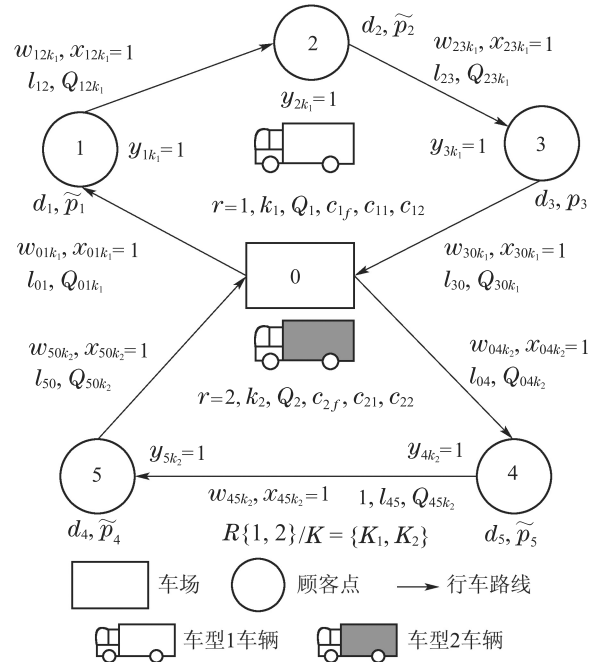 2
d₂, p̃₂
w₁₂ₖ₁, x₁₂ₖ₁=1
l₁₂, Q₁₂ₖ₁
w₂₃ₖ₁, x₂₃ₖ₁=1
l₂₃, Q₂₃ₖ₁
y₂ₖ₁=1
1
y₁ₖ₁=1
y₃ₖ₁=1
3
d₁, p̃₁
r=1, k₁, Q₁, c₁f, c₁₁, c₁₂
d₃, p₃
w₀₁ₖ₁, x₀₁ₖ₁=1
l₀₁, Q₀₁ₖ₁
0
w₃₀ₖ₁, x₃₀ₖ₁=1
l₃₀, Q₃₀ₖ₁
w₅₀ₖ₂, x₅₀ₖ₂=1
l₅₀, Q₅₀ₖ₂
w₀₄ₖ₂, x₀₄ₖ₂=1
l₀₄, Q₀₄ₖ₂
r=2, k₂, Q₂, c₂f, c₂₁, c₂₂
5
y₅ₖ₂=1
y₄ₖ₂=1
4
w₄₅ₖ₂, x₄₅ₖ₂=1
1, l₄₅, Q₄₅ₖ₂
d₄, p̃₄
R{1, 2}/K = {K₁, K₂}
d₅, p̃₅
车场
顾客点
行车路线
车型1车辆
车型2车辆